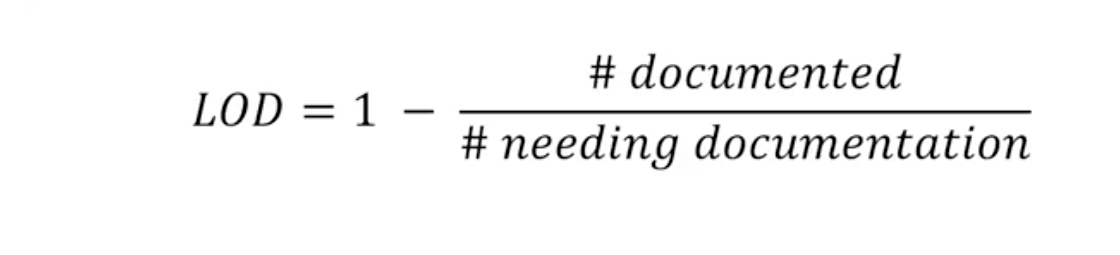 LOD = 1 − # documented / # needing documentation